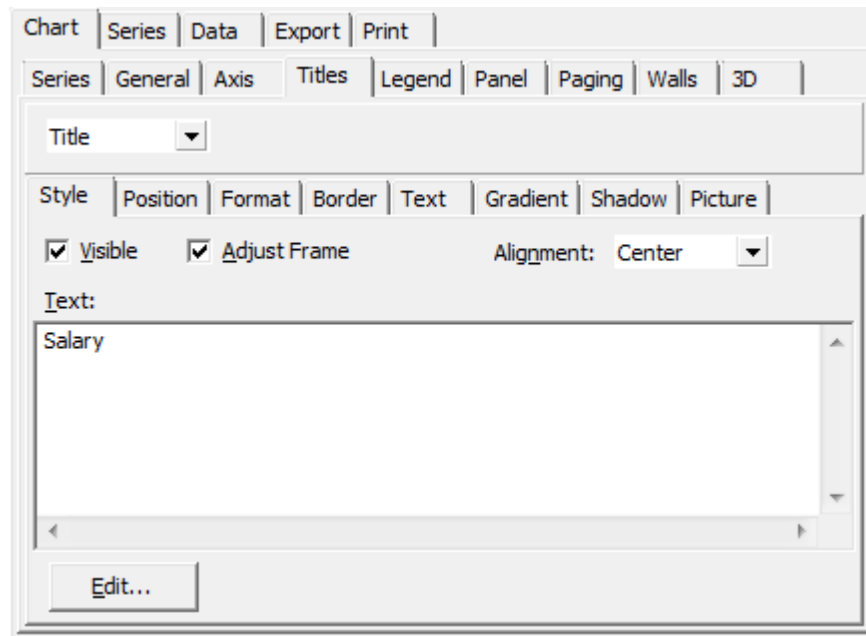 Chart Series Data Export Print
Series General Axis Titles Legend Panel Paging Walls 3D
Title
Style Position Format Border Text Gradient Shadow Picture
Visible Adjust Frame Alignment: Center
Text:
Salary
Edit...